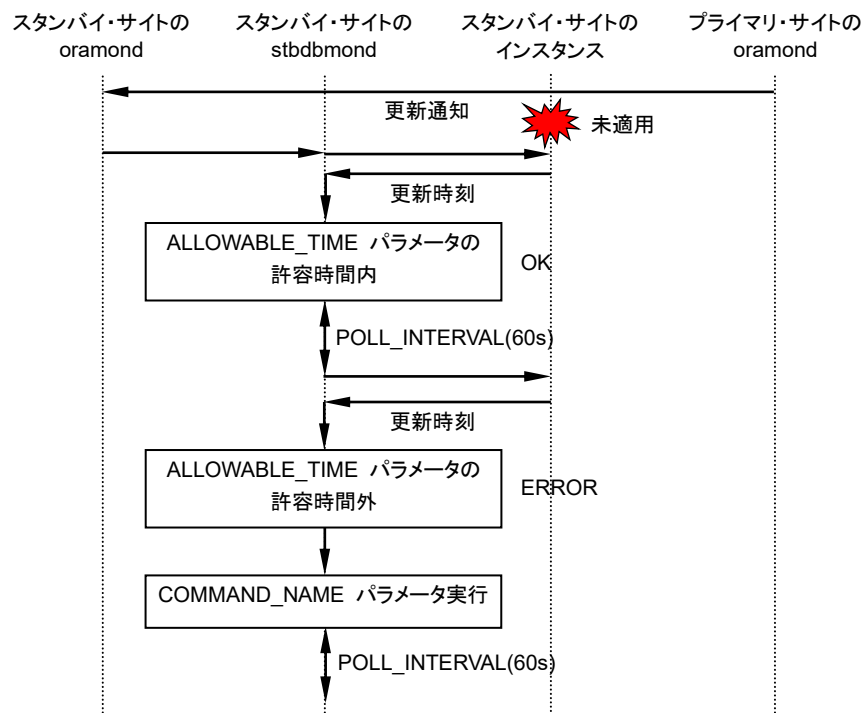 スタンバイ・サイトの スタンバイ・サイトの スタンバイ・サイトの プライマリ・サイトの
oramond stbdbmond インスタンス oramond
更新通知
未適用
更新時刻
ALLOWABLE_TIME パラメータの
許容時間内
OK
POLL_INTERVAL(60s)
更新時刻
ALLOWABLE_TIME パラメータの
許容時間外
ERROR
COMMAND_NAME パラメータ実行
POLL_INTERVAL(60s)